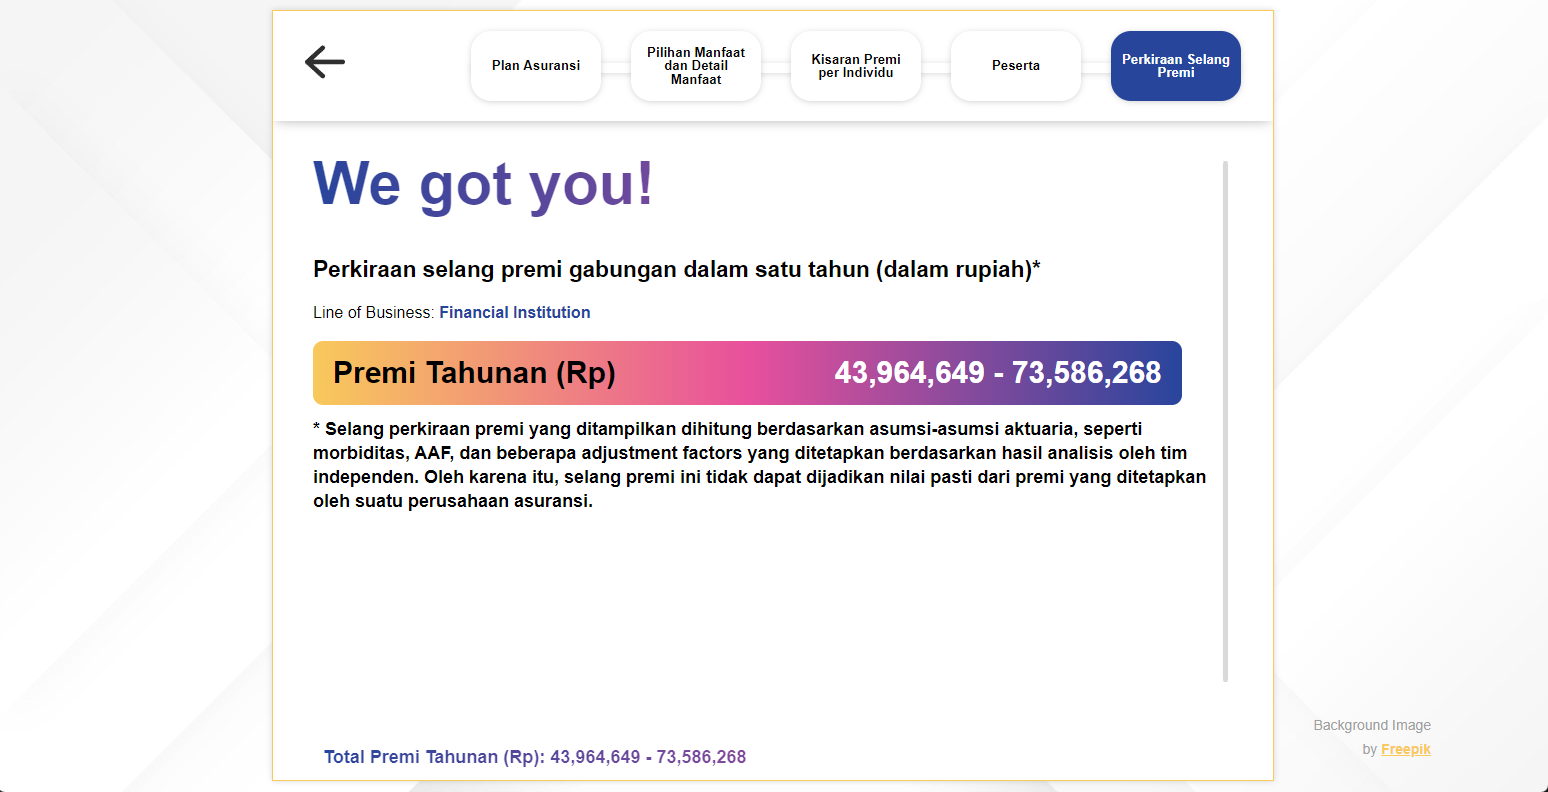 Plan Asuransi
Pilihan Manfaat
dan Detail
Manfaat
Kisaran Premi
per Individu
Peserta
Perkiraan Selang
Premi
We got you!
Perkiraan selang premi gabungan dalam satu tahun (dalam rupiah)*
Line of Business: Financial Institution
Premi Tahunan (Rp) 43,964,649 - 73,586,268
* Selang perkiraan premi yang ditampilkan dihitung berdasarkan asumsi-asumsi aktuaria, seperti
morbiditas, AAF, dan beberapa adjustment factors yang ditetapkan berdasarkan hasil analisis oleh tim
independen. Oleh karena itu, selang premi ini tidak dapat dijadikan nilai pasti dari premi yang ditetapkan
oleh suatu perusahaan asuransi.
Total Premi Tahunan (Rp): 43,964,649 - 73,586,268
Background Image
by Freepik